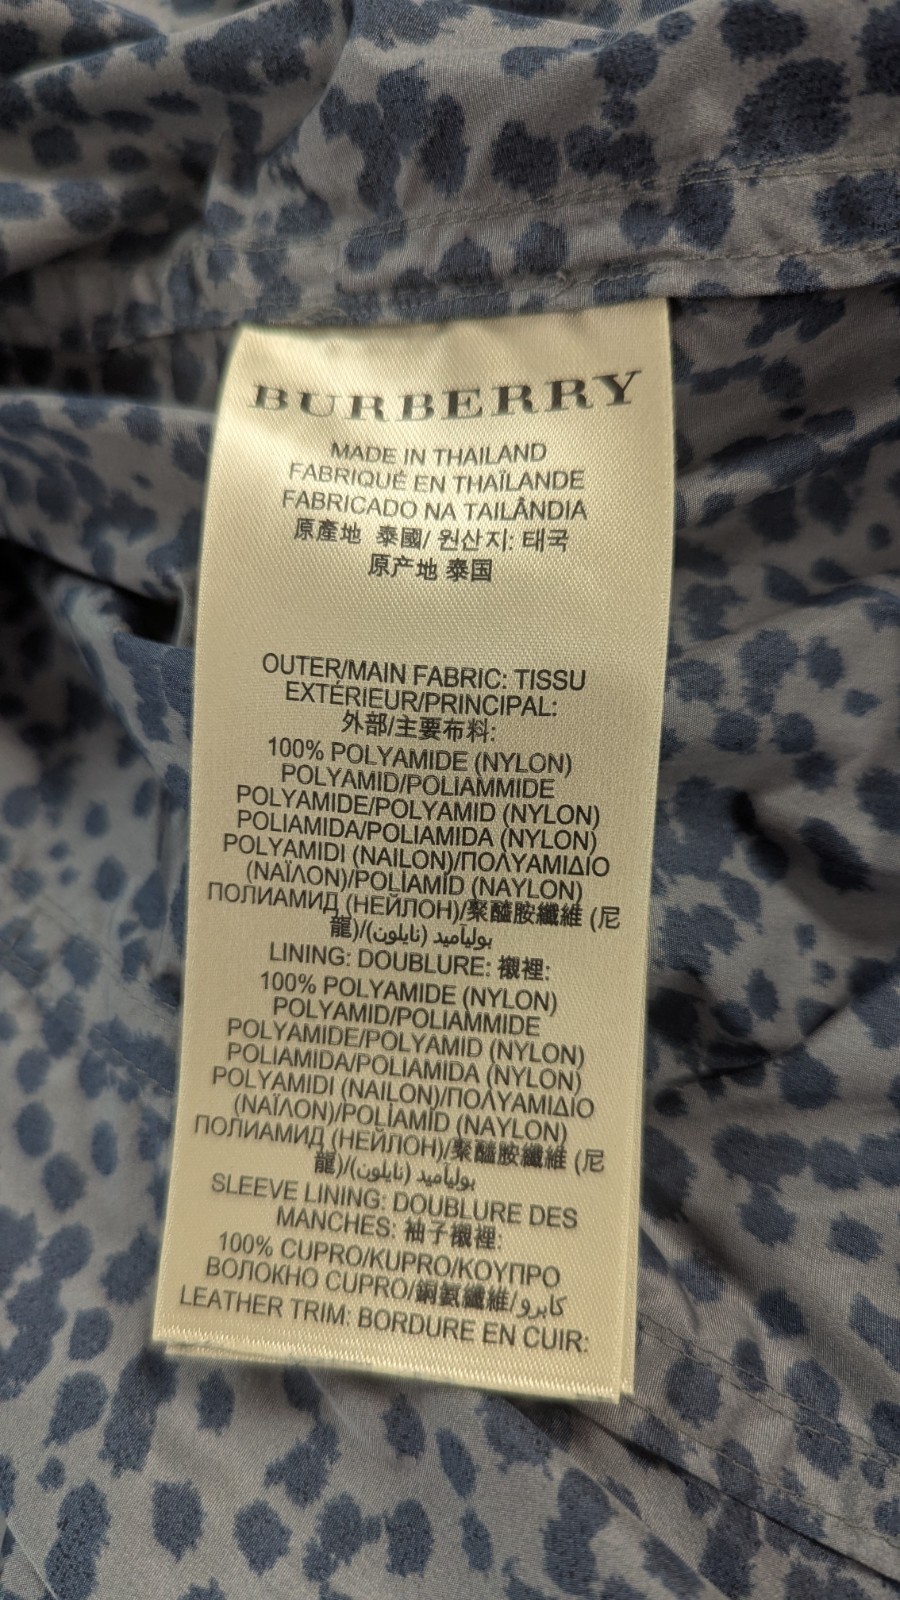 BURBERRY
MADE IN THAILAND
FABRIQUÉ EN THAÏLANDE
FABRICADO NA TAILÂNDIA
原產地 泰國/ 원산지: 태국
原产地 泰国
OUTER/MAIN FABRIC: TISSU
EXTÉRIEUR/PRINCIPAL:
外部/主要布料:
100% POLYAMIDE (NYLON)
POLYAMID/POLIAMMIDE
POLYAMIDE/POLYAMID (NYLON)
POLIAMIDA/POLIAMIDA (NYLON)
POLYAMIDI (NAILON)/ΠΟΛΥΑΜΙΔΙΟ
(ΝΑΪΛΟΝ)/POLİAMİD (NAYLON)
ПОЛИАМИД (НЕЙЛОН)/聚醯胺纖維 (尼
龍)/بولياميد (نايلون)
LINING: DOUBLURE: 襯裡:
100% POLYAMIDE (NYLON)
POLYAMID/POLIAMMIDE
POLYAMIDE/POLYAMID (NYLON)
POLIAMIDA/POLIAMIDA (NYLON)
POLYAMIDI (NAILON)/ΠΟΛΥΑΜΙΔΙΟ
(ΝΑΪΛΟΝ)/POLİAMİD (NAYLON)
ПОЛИАМИД (НЕЙЛОН)/聚醯胺纖維 (尼
龍)/بولياميد (نايلون)
SLEEVE LINING: DOUBLURE DES
MANCHES: 袖子襯裡:
100% CUPRO/KUPRO/ΚΟΥΠΡΟ
ВОЛОКНО CUPRO/銅氨纖維/كابرو
LEATHER TRIM: BORDURE EN CUIR: